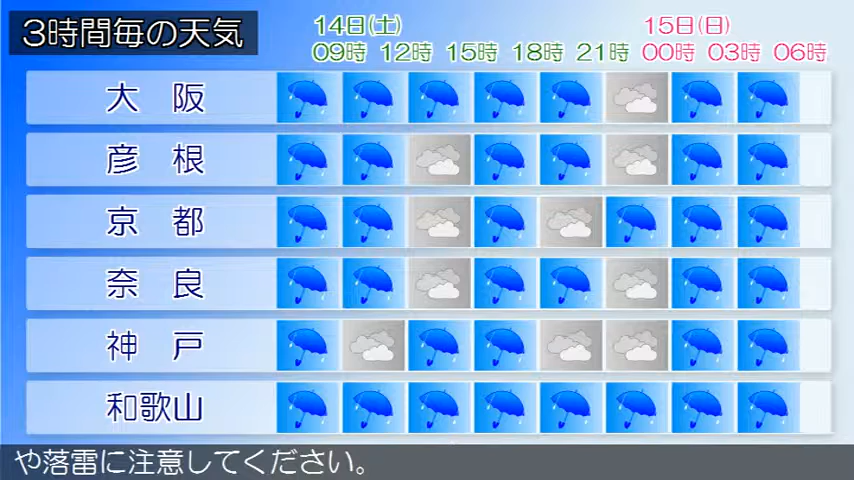 3時間毎の天気
14日(土) 15日(日)
09時 12時 15時 18時 21時 00時 03時 06時
大阪
彦根
京都
奈良
神戸
和歌山
や落雷に注意してください。